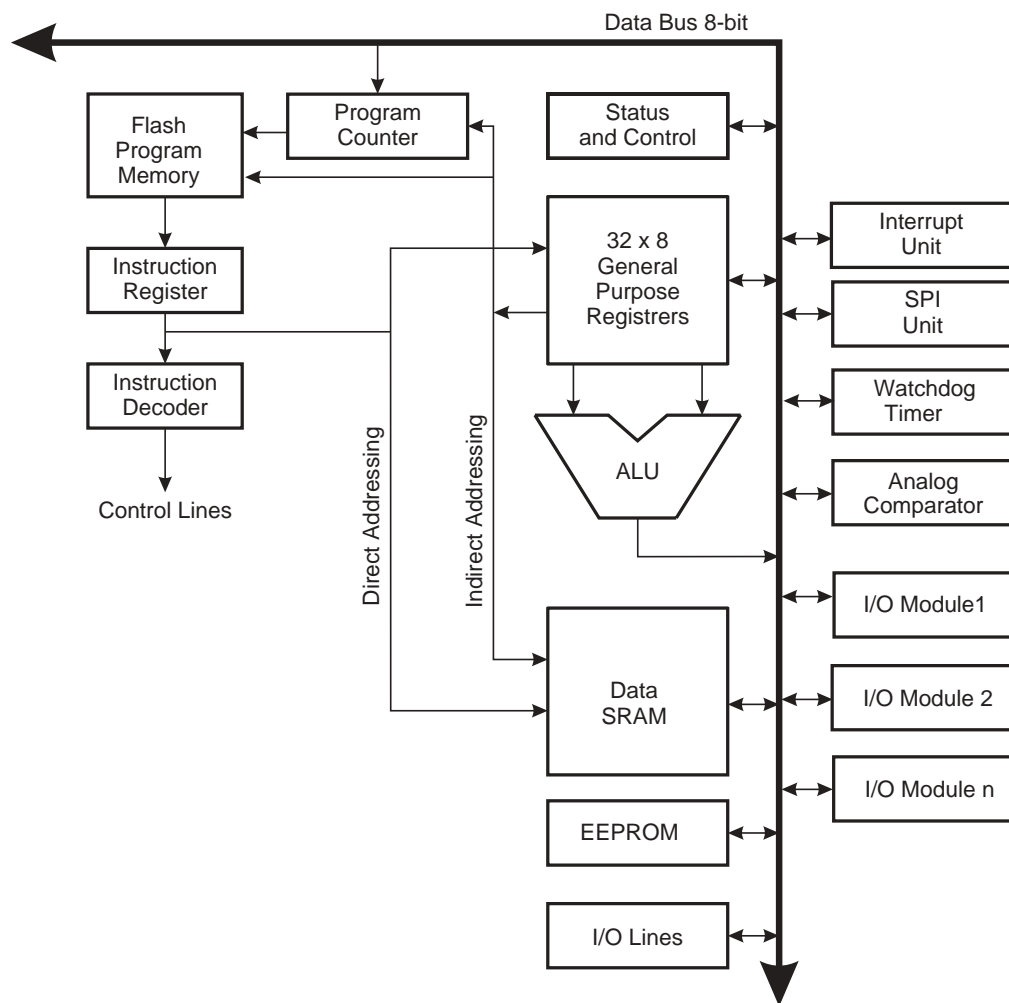 Data Bus 8-bit
Flash
Program
Memory
Program
Counter
Status
and Control
Interrupt
Unit
32 x 8
General
Purpose
Registrers
Instruction
Register
SPI
Unit
Instruction
Decoder
Watchdog
Timer
ALU
Analog
Comparator
Control Lines
Direct Addressing
Indirect Addressing
I/O Module1
Data
SRAM
I/O Module 2
I/O Module n
EEPROM
I/O Lines